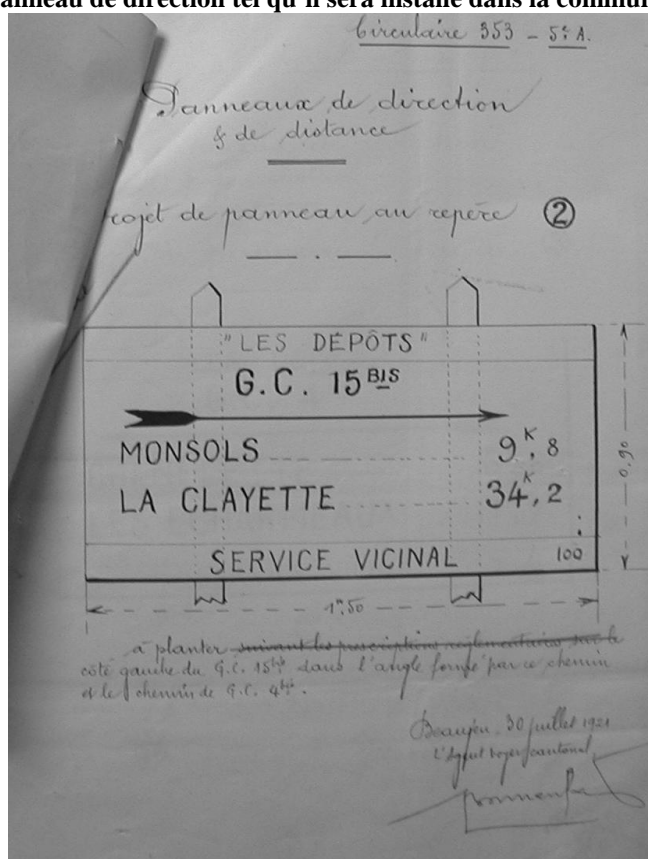 anneau de direction tel qu'il sera installé dans la commu
Circulaire 353 - 5e A.
Panneaux de direction
& de distance
rojet de panneau au repère ②
"LES DÉPÔTS"
G.C. 15 BIS
MONSOLS 9K,8
LA CLAYETTE 34K,2
SERVICE VICINAL 100
0,90
1m,50
à planter suivant les prescriptions réglementaires sur le
côté gauche du G.C. 15bis dans l'angle formé par ce chemin
et le chemin de G.C. 4bis.
Beaujeu, 30 juillet 1921
L'Agent voyer cantonal